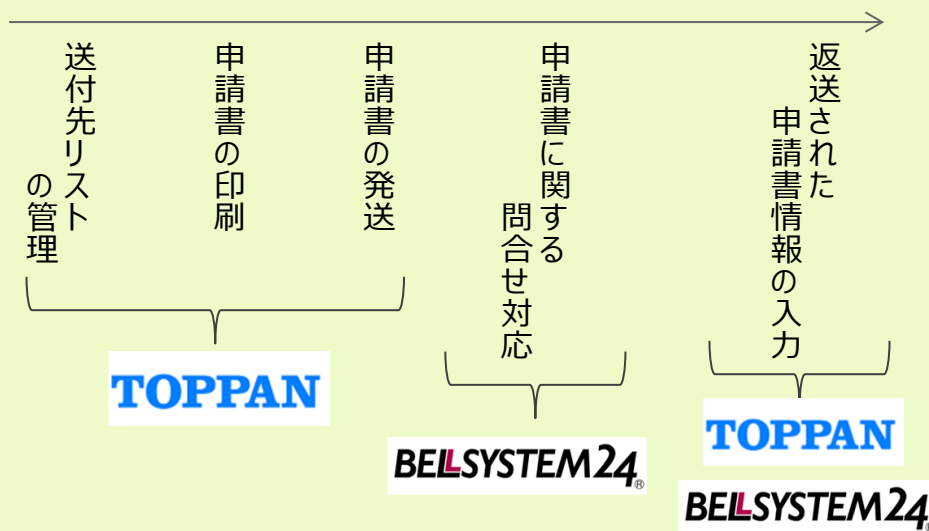 送付先リスト
の管理
申請書の印刷
申請書の発送
申請書に関する
問合せ対応
返送された
申請書情報の入力
TOPPAN
BELLSYSTEM24®
TOPPAN
BELLSYSTEM24®